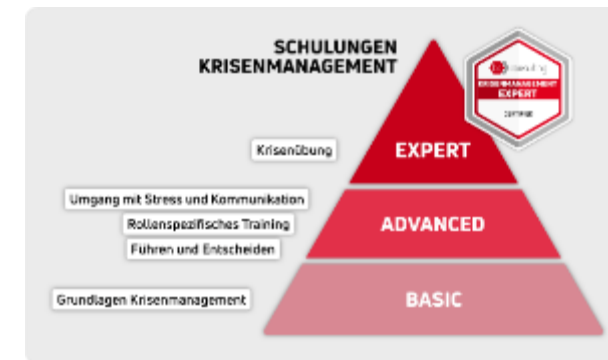 SCHULUNGEN
KRISENMANAGEMENT
KRISENMANAGEMENT
EXPERT
Krisenübung
EXPERT
Umgang mit Stress und Kommunikation
Rollenspezifisches Training
Führen und Entscheiden
ADVANCED
Grundlagen Krisenmanagement
BASIC